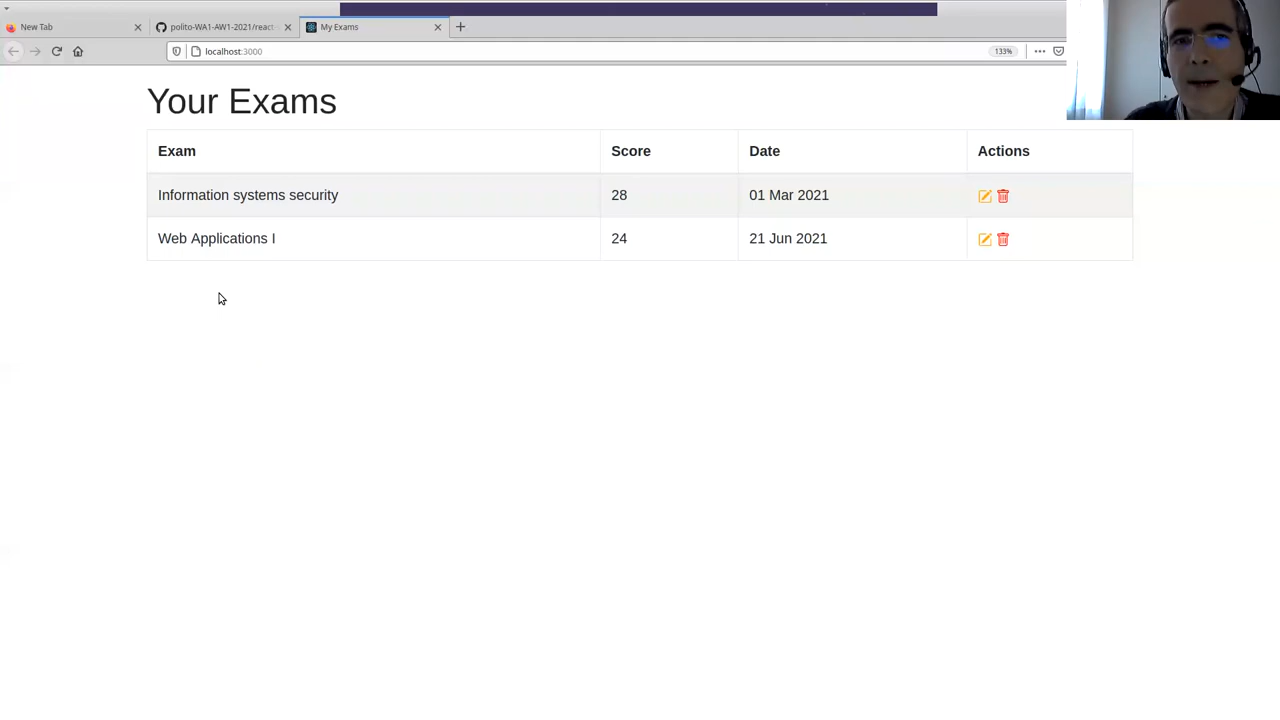 New Tab
polito-WA1-AW1-2021/react-
My Exams
localhost:3000
133%
Your Exams
Exam Score Date Actions
Information systems security 28 01 Mar 2021
Web Applications I 24 21 Jun 2021